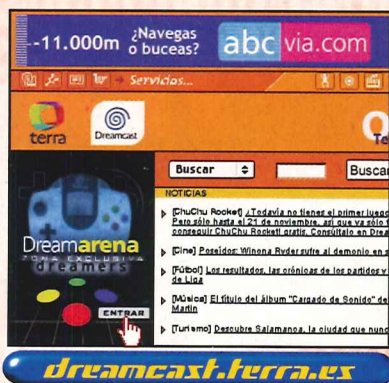 -11.000m ¿Navegas
o buceas?
abc via.com
Servicios...
terra
Dreamcast
Buscar
Buscar
NOTICIAS
[ChuChu Rocket] ¿Todavía no tienes el primer juego
Pero sólo hasta el 21 de noviembre, así que ya sólo
conseguir ChuChu Rocket! gratis. Consúltalo en Drea
[Cine] Poseídos: Winona Ryder sufre al demonio en s
[Fútbol] Los resultados, las crónicas de los partidos y
de Liga
[Música] El título del álbum "Cargado de Sonido" de
Martin
[Turismo] Descubre Salamanca, la ciudad que nunc
Dreamarena
ZONA EXCLUSIVA
dreamers
ENTRAR
dreamcast.terra.es